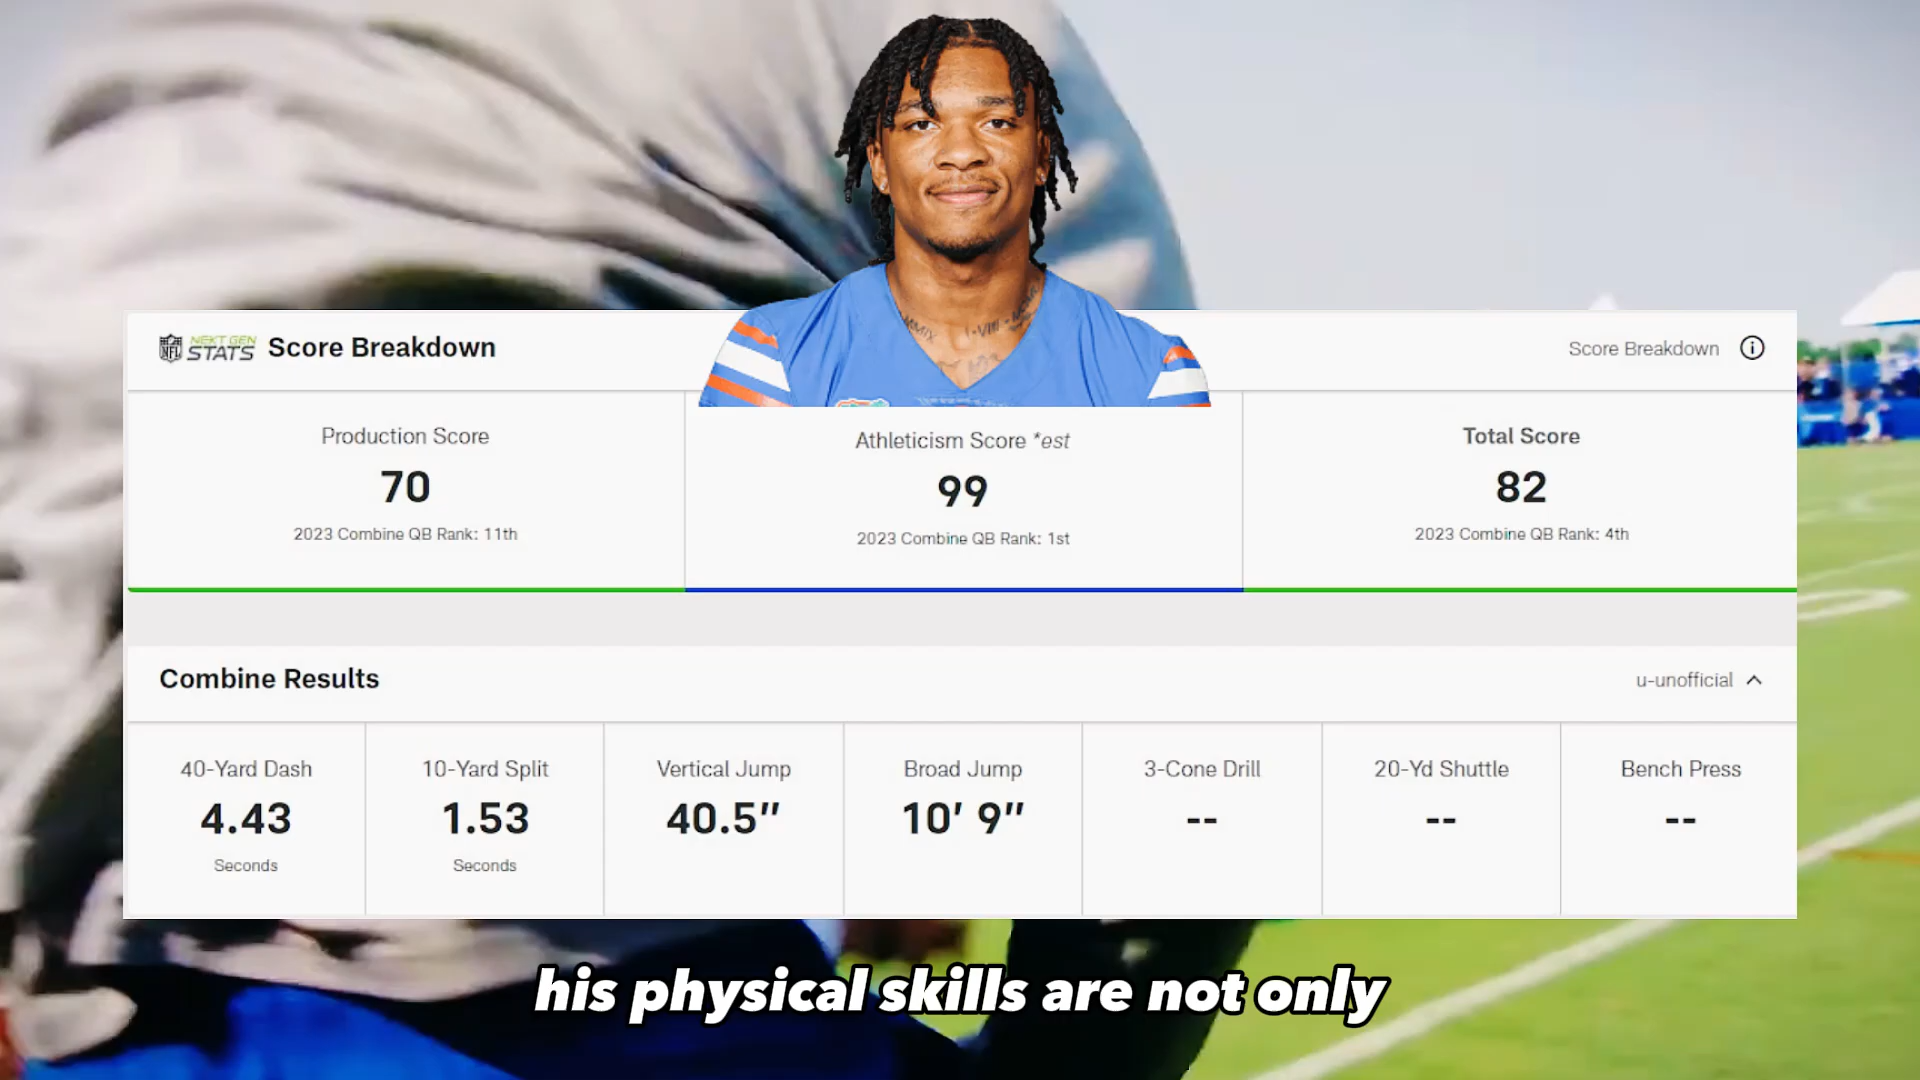 NFL NEXT GEN STATS Score Breakdown
Score Breakdown
Production Score
70
2023 Combine QB Rank: 11th
Athleticism Score *est
99
2023 Combine QB Rank: 1st
Total Score
82
2023 Combine QB Rank: 4th
Combine Results
u-unofficial
40-Yard Dash
4.43
Seconds
10-Yard Split
1.53
Seconds
Vertical Jump
40.5"
Broad Jump
10' 9"
3-Cone Drill
--
20-Yd Shuttle
--
Bench Press
--
his physical skills are not only